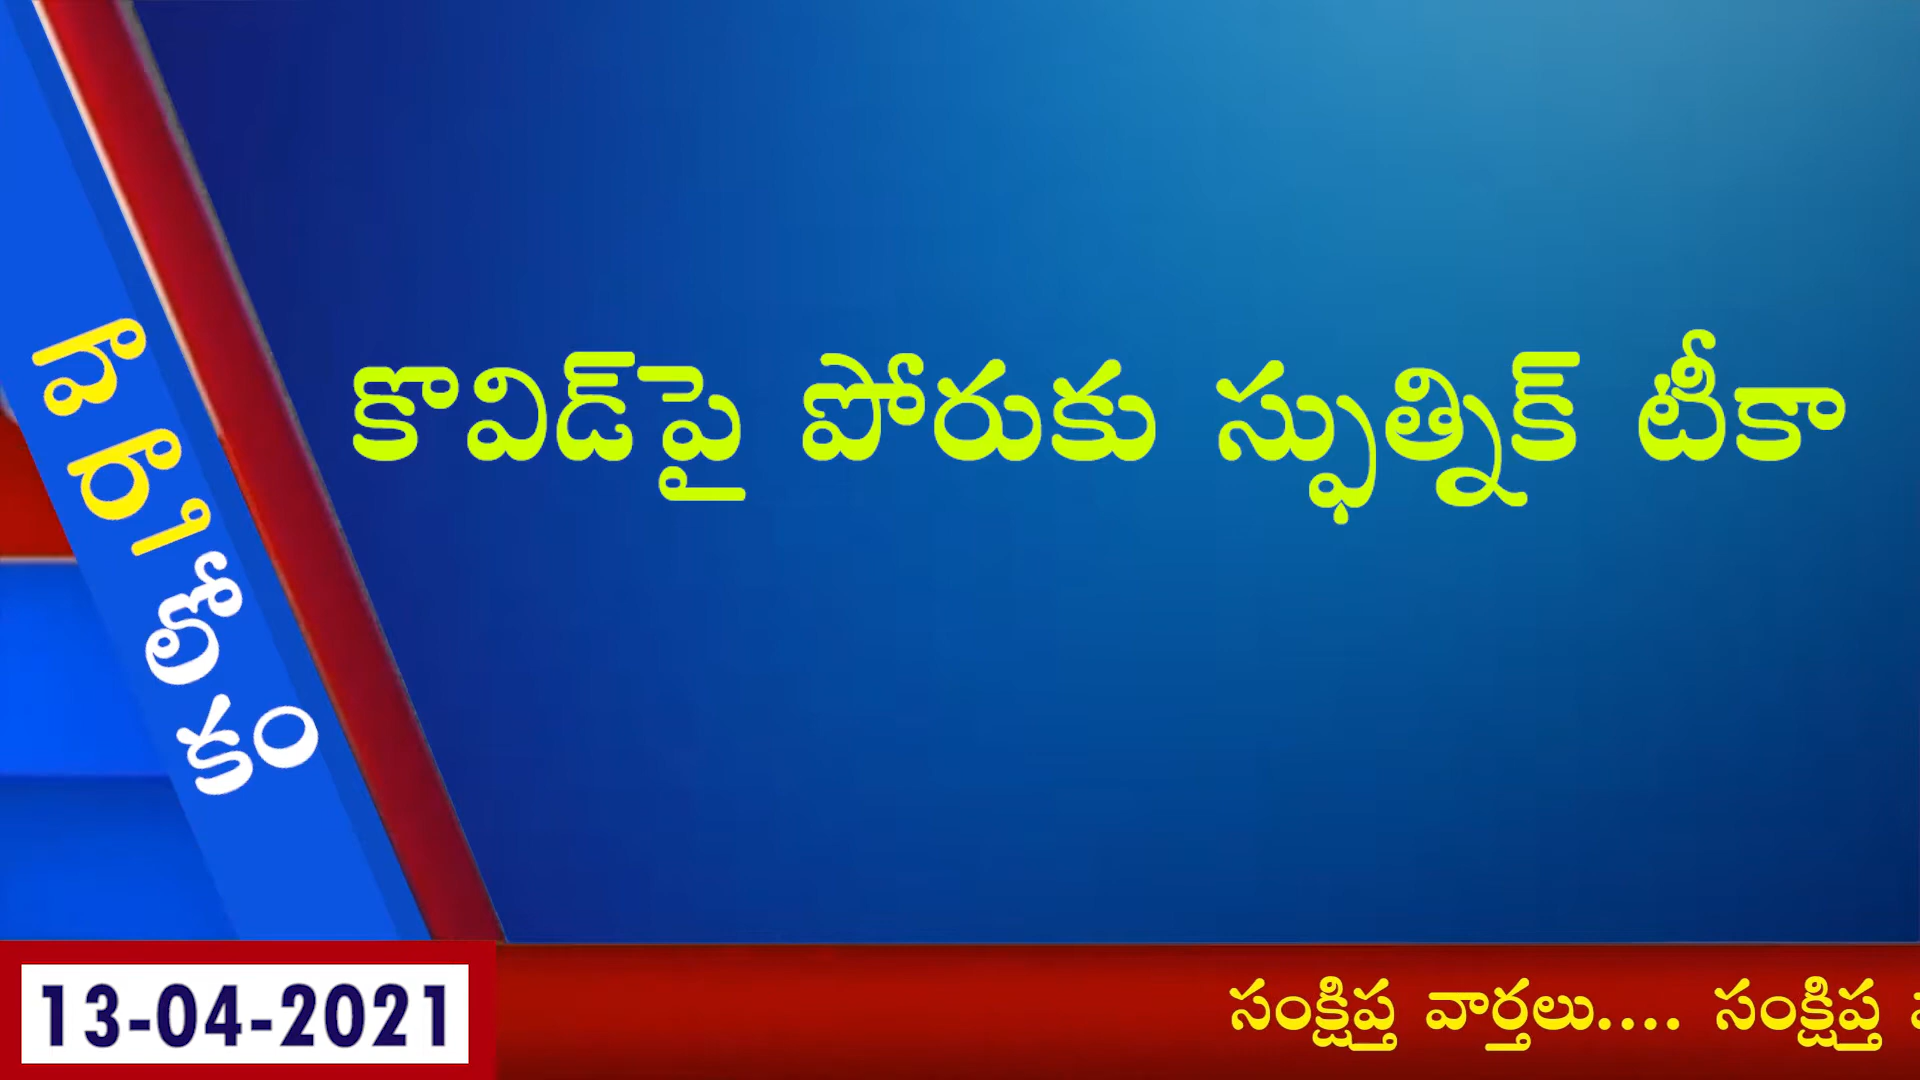 వార్తాలోకం
కొవిడ్‌పై పోరుకు స్ఫుత్నిక్ టీకా
13-04-2021
సంక్షిప్త వార్తలు.... సంక్షిప్త